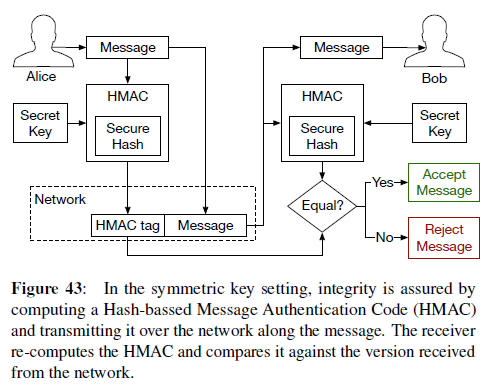 Message
Message
Alice
Bob
HMAC
HMAC
Secret
Key
Secure
Hash
Secure
Hash
Secret
Key
Network
HMAC tag
Message
Equal?
Yes
Accept
Message
No
Reject
Message
Figure 43: In the symmetric key setting, integrity is assured by
computing a Hash-bassed Message Authentication Code (HMAC)
and transmitting it over the network along the message. The receiver
re-computes the HMAC and compares it against the version received
from the network.